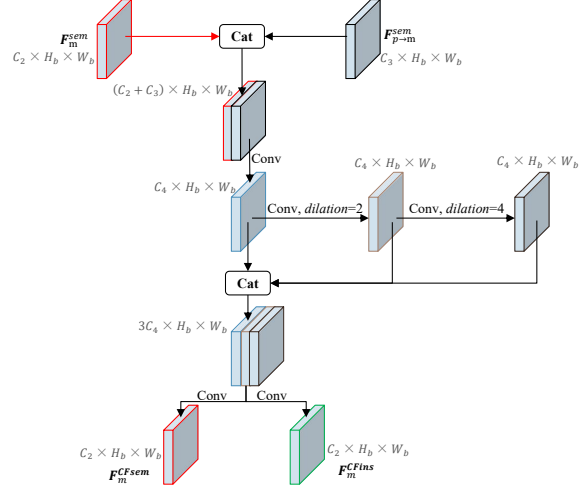 F_m^{sem}
Cat
F_{p→m}^{sem}
C_2 × H_b × W_b
C_3 × H_b × W_b
(C_2 + C_3) × H_b × W_b
Conv
C_4 × H_b × W_b
C_4 × H_b × W_b
C_4 × H_b × W_b
Conv, dilation=2
Conv, dilation=4
Cat
3C_4 × H_b × W_b
Conv
Conv
C_2 × H_b × W_b
C_2 × H_b × W_b
F_m^{CFsem}
F_m^{CFins}